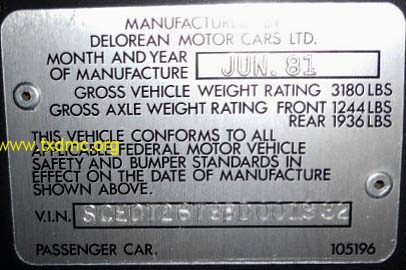 MANUFACTURED BY
DELOREAN MOTOR CARS LTD.
MONTH AND YEAR
OF MANUFACTURE JUN. 81
GROSS VEHICLE WEIGHT RATING 3180 LBS
GROSS AXLE WEIGHT RATING FRONT 1244 LBS
REAR 1936 LBS
THIS VEHICLE CONFORMS TO ALL
www.txdmc.org
APPLICABLE FEDERAL MOTOR VEHICLE
SAFETY AND BUMPER STANDARDS IN
EFFECT ON THE DATE OF MANUFACTURE
SHOWN ABOVE.
V.I.N.
PASSENGER CAR. 105196